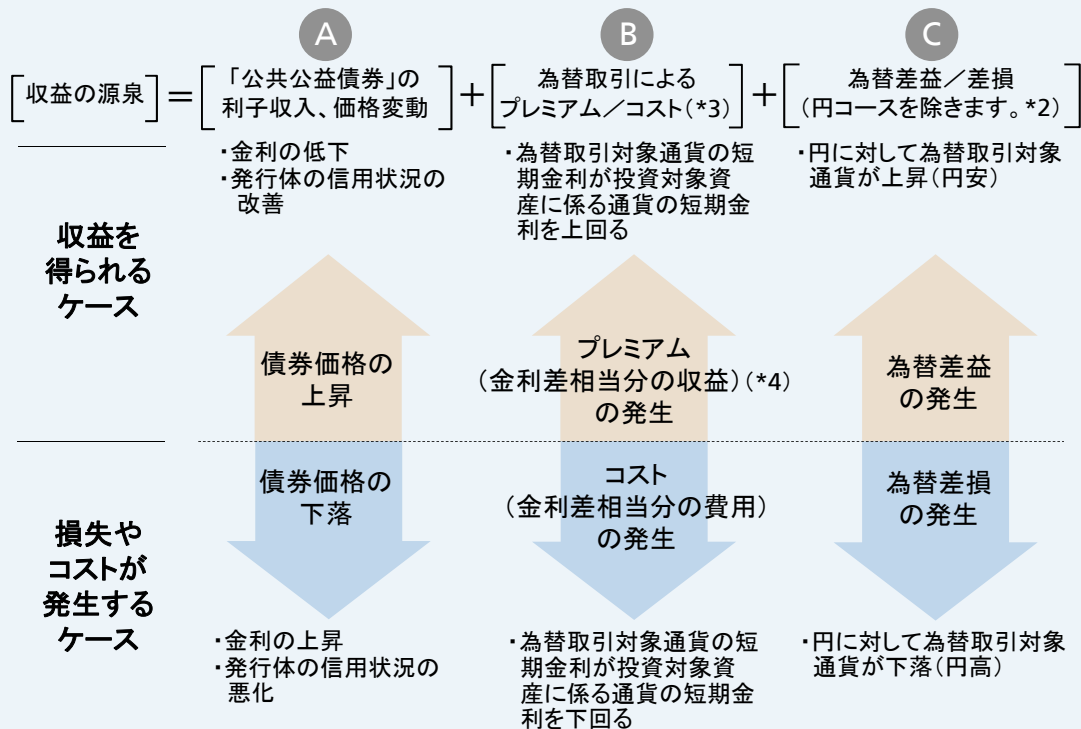 A
B
C
[収益の源泉]=[「公共公益債券」の
利子収入、価格変動]+[為替取引による
プレミアム/コスト(*3)]+[為替差益/差損
(円コースを除きます。*2)]
・金利の低下
・発行体の信用状況の
改善
・為替取引対象通貨の短
期金利が投資対象資
産に係る通貨の短期金
利を上回る
・円に対して為替取引対象
通貨が上昇(円安)
収益を
得られる
ケース
債券価格の
上昇
プレミアム
(金利差相当分の収益)(*4)
の発生
為替差益
の発生
損失や
コストが
発生する
ケース
債券価格の
下落
コスト
(金利差相当分の費用)
の発生
為替差損
の発生
・金利の上昇
・発行体の信用状況の
悪化
・為替取引対象通貨の短
期金利が投資対象資
産に係る通貨の短期金
利を下回る
・円に対して為替取引対象
通貨が下落(円高)